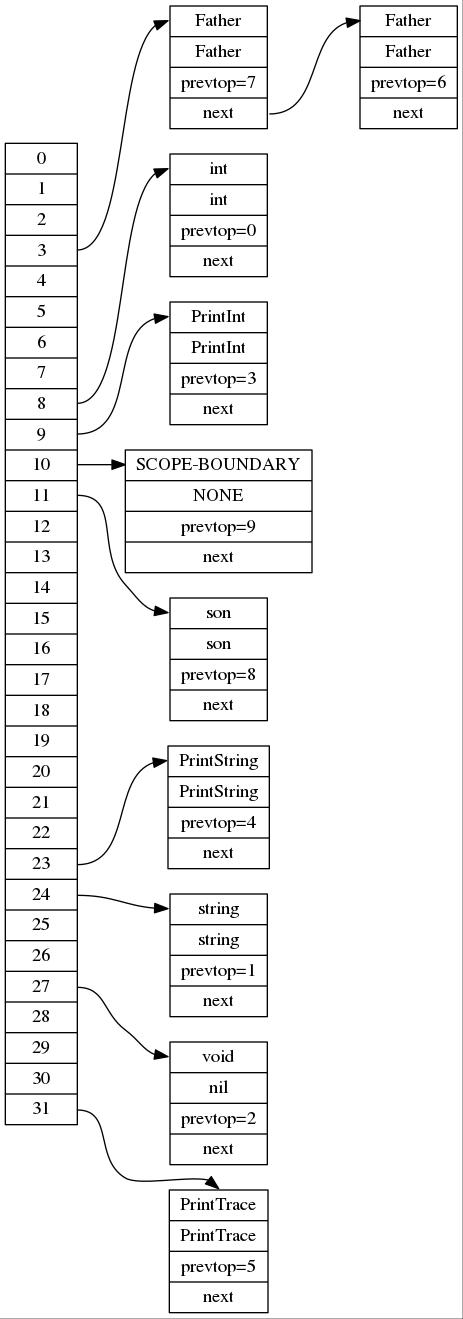 Father
Father
prevtop=7
next
Father
Father
prevtop=6
next
0
1
2
3
4
5
6
7
8
9
10
11
12
13
14
15
16
17
18
19
20
21
22
23
24
25
26
27
28
29
30
31
int
int
prevtop=0
next
PrintInt
PrintInt
prevtop=3
next
SCOPE-BOUNDARY
NONE
prevtop=9
next
son
son
prevtop=8
next
PrintString
PrintString
prevtop=4
next
string
string
prevtop=1
next
void
nil
prevtop=2
next
PrintTrace
PrintTrace
prevtop=5
next